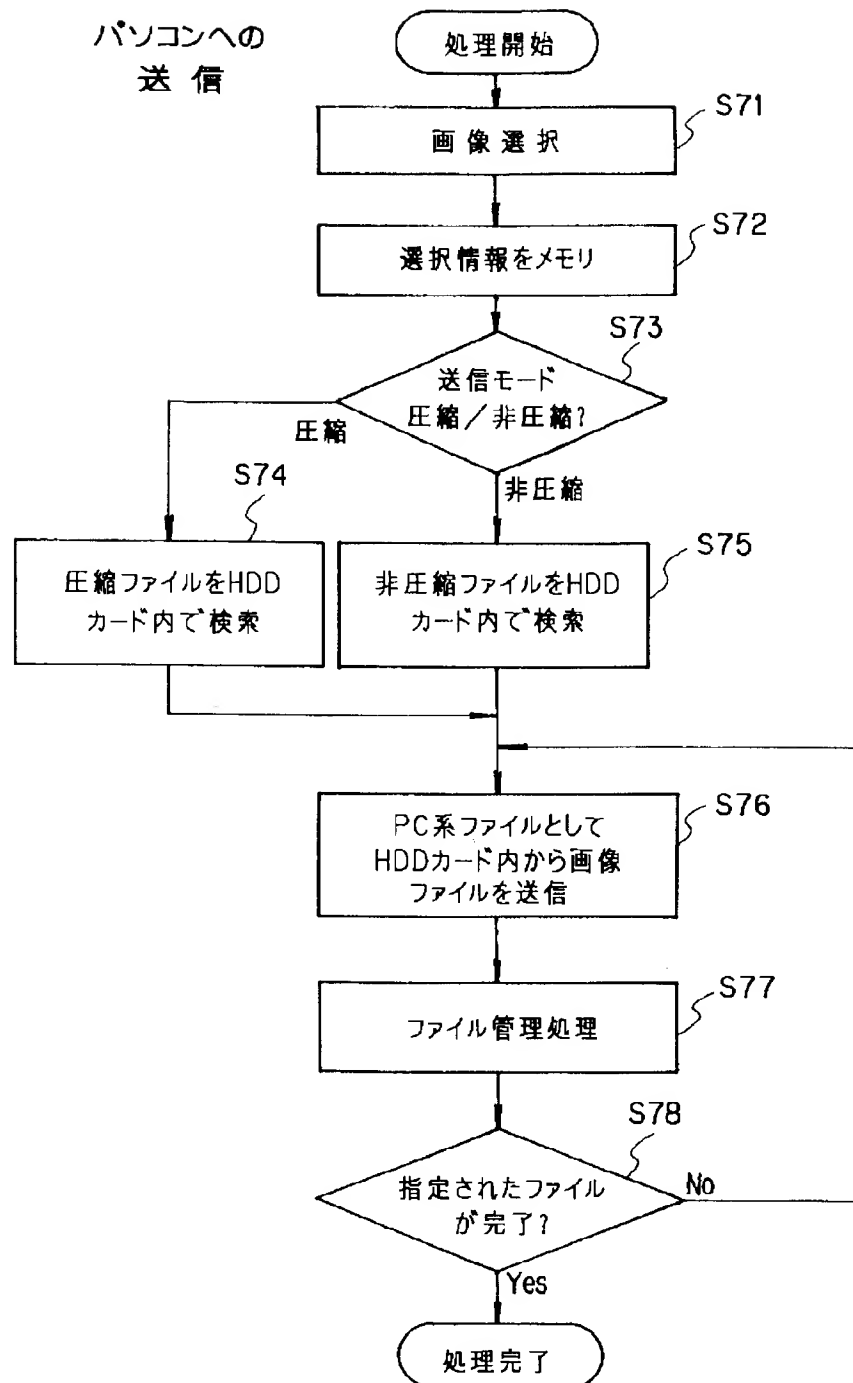 パソコンへの
送信
処理開始
S71
画像選択
S72
選択情報をメモリ
S73
送信モード
圧縮/非圧縮?
圧縮
非圧縮
S74
圧縮ファイルをHDD
カード内で検索
S75
非圧縮ファイルをHDD
カード内で検索
S76
PC系ファイルとして
HDDカード内から画像
ファイルを送信
S77
ファイル管理処理
S78
指定されたファイル
が完了?
No
Yes
処理完了